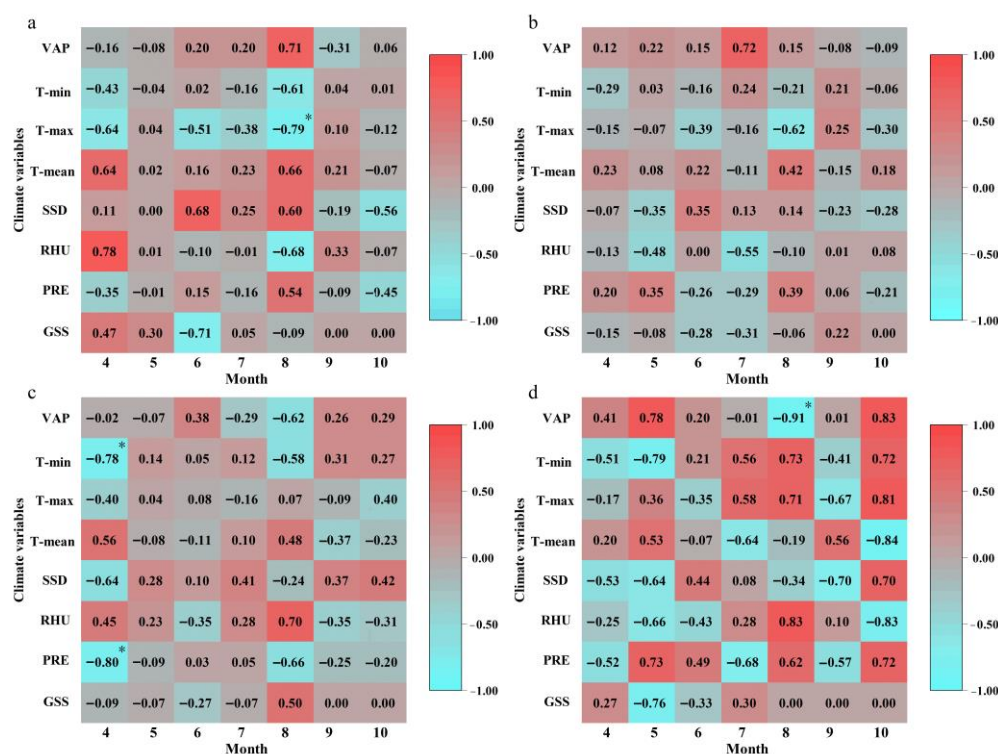 a
VAP −0.16 −0.08 0.20 0.20 0.71 −0.31 0.06
T-min −0.43 −0.04 0.02 −0.16 −0.61 0.04 0.01
T-max −0.64 0.04 −0.51 −0.38 −0.79* 0.10 −0.12
T-mean 0.64 0.02 0.16 0.23 0.66 0.21 −0.07
SSD 0.11 0.00 0.68 0.25 0.60 −0.19 −0.56
RHU 0.78 0.01 −0.10 −0.01 −0.68 0.33 −0.07
PRE −0.35 −0.01 0.15 −0.16 0.54 −0.09 −0.45
GSS 0.47 0.30 −0.71 0.05 −0.09 0.00 0.00
4 5 6 7 8 9 10
Month
Climate variables
1.00
0.50
0.00
−0.50
−1.00
b
VAP 0.12 0.22 0.15 0.72 0.15 −0.08 −0.09
T-min −0.29 0.03 −0.16 0.24 −0.21 0.21 −0.06
T-max −0.15 −0.07 −0.39 −0.16 −0.62 0.25 −0.30
T-mean 0.23 0.08 0.22 −0.11 0.42 −0.15 0.18
SSD −0.07 −0.35 0.35 0.13 0.14 −0.23 −0.28
RHU −0.13 −0.48 0.00 −0.55 −0.10 0.01 0.08
PRE 0.20 0.35 −0.26 −0.29 0.39 0.06 −0.21
GSS −0.15 −0.08 −0.28 −0.31 −0.06 0.22 0.00
4 5 6 7 8 9 10
Month
Climate variables
1.00
0.50
0.00
−0.50
−1.00
c
VAP −0.02 −0.07 0.38 −0.29 −0.62 0.26 0.29
T-min −0.78* 0.14 0.05 0.12 −0.58 0.31 0.27
T-max −0.40 0.04 0.08 −0.16 0.07 −0.09 −0.40
T-mean 0.56 −0.08 −0.11 0.10 0.48 −0.37 −0.23
SSD −0.64 0.28 0.10 0.41 −0.24 0.37 0.42
RHU 0.45 0.23 −0.35 0.28 0.70 −0.35 −0.31
PRE −0.80* −0.09 0.03 0.05 −0.66 −0.25 −0.20
GSS −0.09 −0.07 −0.27 −0.07 0.50 0.00 0.00
4 5 6 7 8 9 10
Month
Climate variables
1.00
0.50
0.00
−0.50
−1.00
d
VAP 0.41 0.78 0.20 −0.01 −0.91* 0.01 0.83
T-min −0.51 −0.79 0.21 0.56 0.73 −0.41 0.72
T-max −0.17 0.36 −0.35 0.58 0.71 −0.67 0.81
T-mean 0.20 0.53 −0.07 −0.64 −0.19 0.56 −0.84
SSD −0.53 −0.64 0.44 0.08 −0.34 −0.70 0.70
RHU −0.25 −0.66 −0.43 0.28 0.83 0.10 −0.83
PRE −0.52 0.73 0.49 −0.68 0.62 −0.57 0.72
GSS 0.27 −0.76 −0.33 0.30 0.00 0.00 0.00
4 5 6 7 8 9 10
Month
Climate variables
1.00
0.50
0.00
−0.50
−1.00